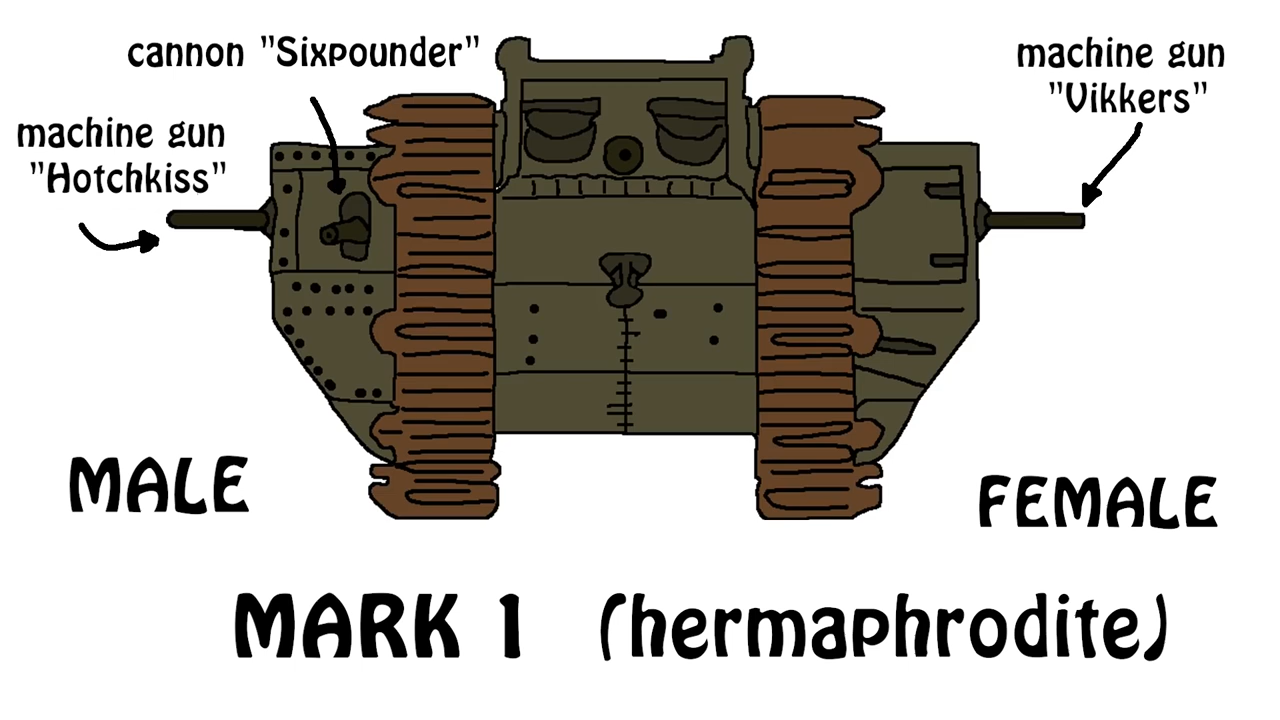 cannon "Sixpounder"
machine gun
"Hotchkiss"
machine gun
"Vikkers"
MALE
FEMALE
MARK 1 (hermaphrodite)